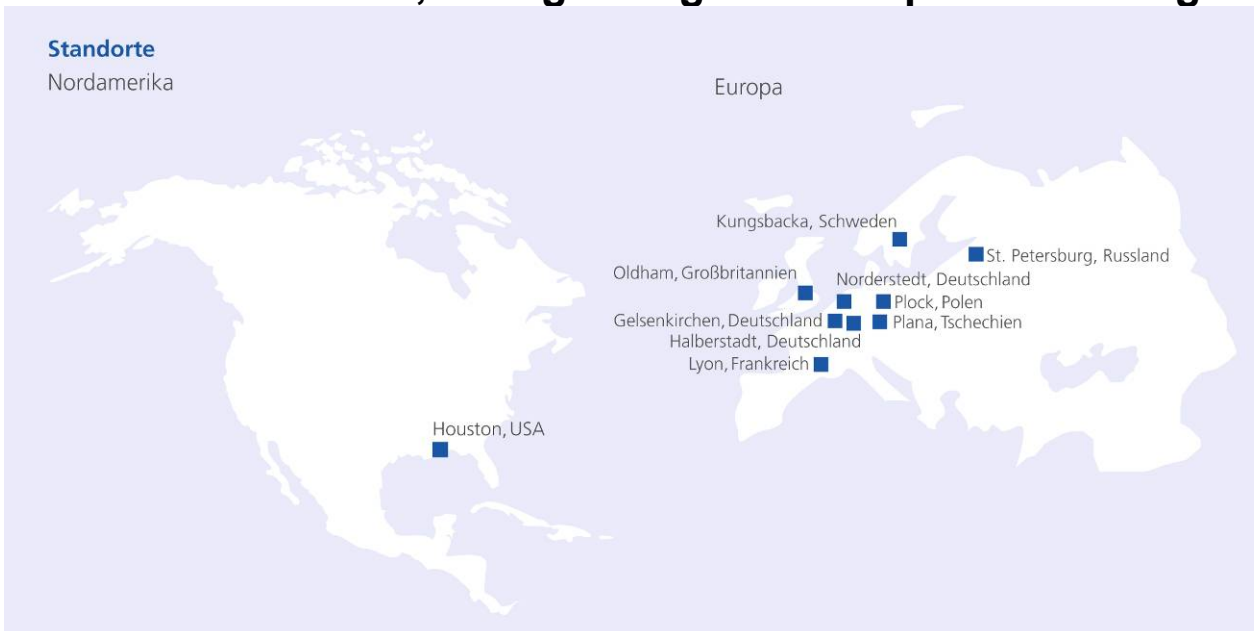 Standorte
Nordamerika
Europa
Kungsbacka, Schweden
St. Petersburg, Russland
Oldham, Großbritannien
Norderstedt, Deutschland
Plock, Polen
Gelsenkirchen, Deutschland
Plana, Tschechien
Halberstadt, Deutschland
Lyon, Frankreich
Houston, USA